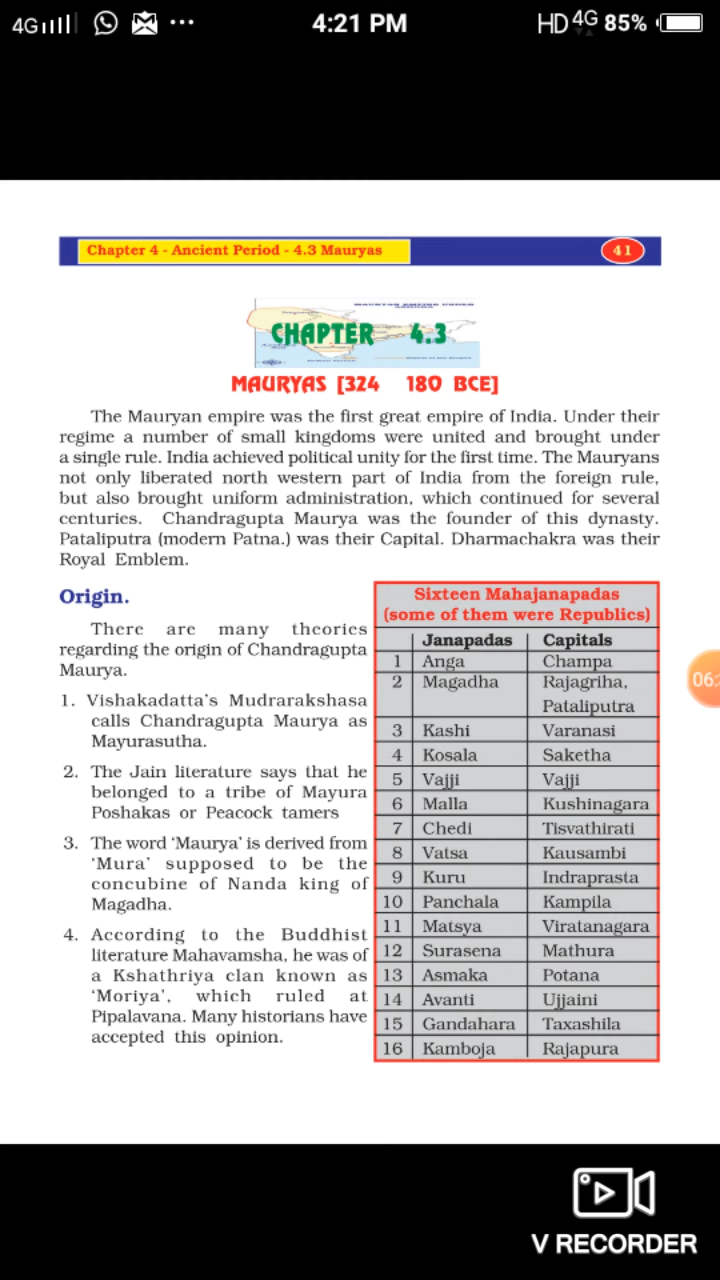 4G
4:21 PM
HD 4G 85%
Chapter 4 - Ancient Period - 4.3 Mauryas
41
CHAPTER 4.3
MAURYAS [324 180 BCE]
The Mauryan empire was the first great empire of India. Under their
regime a number of small kingdoms were united and brought under
a single rule. India achieved political unity for the first time. The Mauryans
not only liberated north western part of India from the foreign rule,
but also brought uniform administration, which continued for several
centuries. Chandragupta Maurya was the founder of this dynasty.
Pataliputra (modern Patna.) was their Capital. Dharmachakra was their
Royal Emblem.
Origin.
There are many theories
regarding the origin of Chandragupta
Maurya.
1. Vishakadatta's Mudrarakshasa
calls Chandragupta Maurya as
Mayurasutha.
2. The Jain literature says that he
belonged to a tribe of Mayura
Poshakas or Peacock tamers
3. The word 'Maurya' is derived from
'Mura' supposed to be the
concubine of Nanda king of
Magadha.
4. According to the Buddhist
literature Mahavamsha, he was of
a Kshathriya clan known as
'Moriya', which ruled at
Pipalavana. Many historians have
accepted this opinion.
Sixteen Mahajanapadas
(some of them were Republics)
Janapadas Capitals
1 Anga Champa
2 Magadha Rajagriha,
Pataliputra
3 Kashi Varanasi
4 Kosala Saketha
5 Vajji Vajji
6 Malla Kushinagara
7 Chedi Tisvathirati
8 Vatsa Kausambi
9 Kuru Indraprasta
10 Panchala Kampila
11 Matsya Viratanagara
12 Surasena Mathura
13 Asmaka Potana
14 Avanti Ujjaini
15 Gandahara Taxashila
16 Kamboja Rajapura
06:
V RECORDER